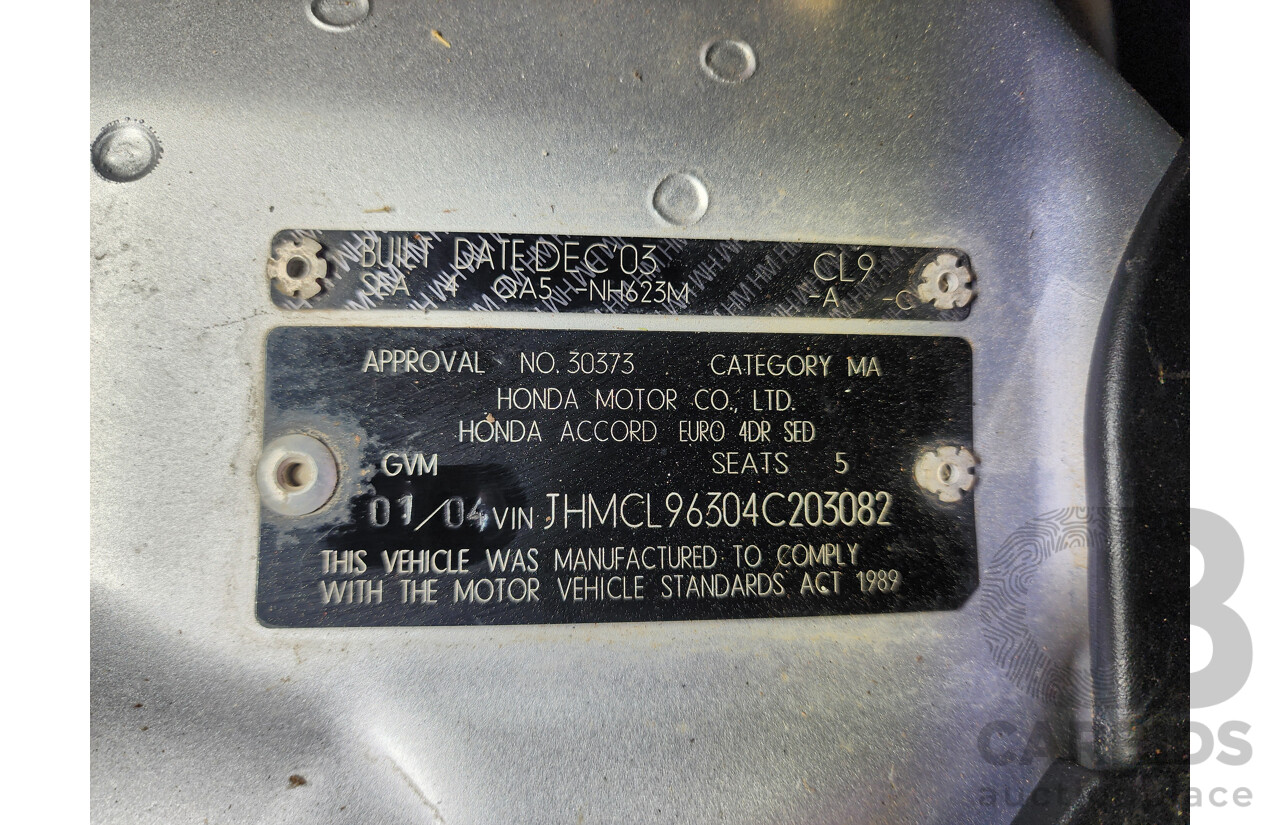 BUILT DATE DEC'03 CL9
QA 4 QA5 -NH623M -A -C
APPROVAL NO. 30373 CATEGORY MA
HONDA MOTOR CO., LTD.
HONDA ACCORD EURO 4DR SED
GVM SEATS 5
01/04 VIN JHMCL96304C203082
THIS VEHICLE WAS MANUFACTURED TO COMPLY
WITH THE MOTOR VEHICLE STANDARDS ACT 1989